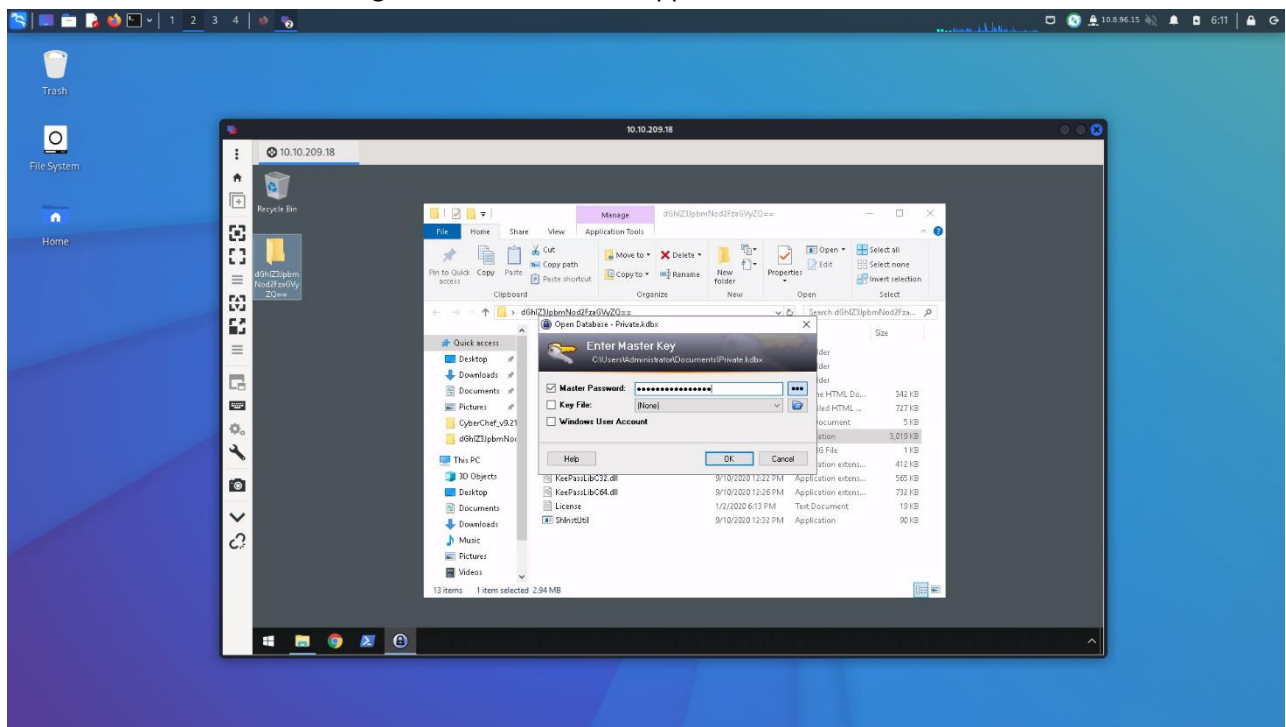 1 2 3 4
10.8.96.15
6:11
Trash
File System
Home
10.10.209.18
10.10.209.18
Recycle Bin
Manage
File Home Share View Application Tools
Pin to Quick access
Copy
Paste
Cut
Copy path
Paste shortcut
Clipboard
Move to
Copy to
Delete
Rename
Organize
New folder
New
Properties
Open
Edit
Open
Select all
Select none
Invert selection
Select
Open Database - Private.kdbx
Enter Master Key
C:\Users\Administrator\Documents\Private.kdbx
Master Password:
Key File: (None)
Windows User Account
Help OK Cancel
Quick access
Desktop
Downloads
Documents
Pictures
CyberChef_v9.21
This PC
3D Objects
Desktop
Documents
Downloads
Music
Pictures
Videos
Size
342 KB
727 KB
5 KB
3,019 KB
1 KB
412 KB
KeePassLibC32.dll 9/10/2020 12:22 PM Application extens... 565 KB
KeePassLibC64.dll 9/10/2020 12:26 PM Application extens... 732 KB
License 1/2/2020 6:13 PM Text Document 19 KB
ShInstUtil 9/10/2020 12:32 PM Application 90 KB
13 items 1 item selected 2.94 MB